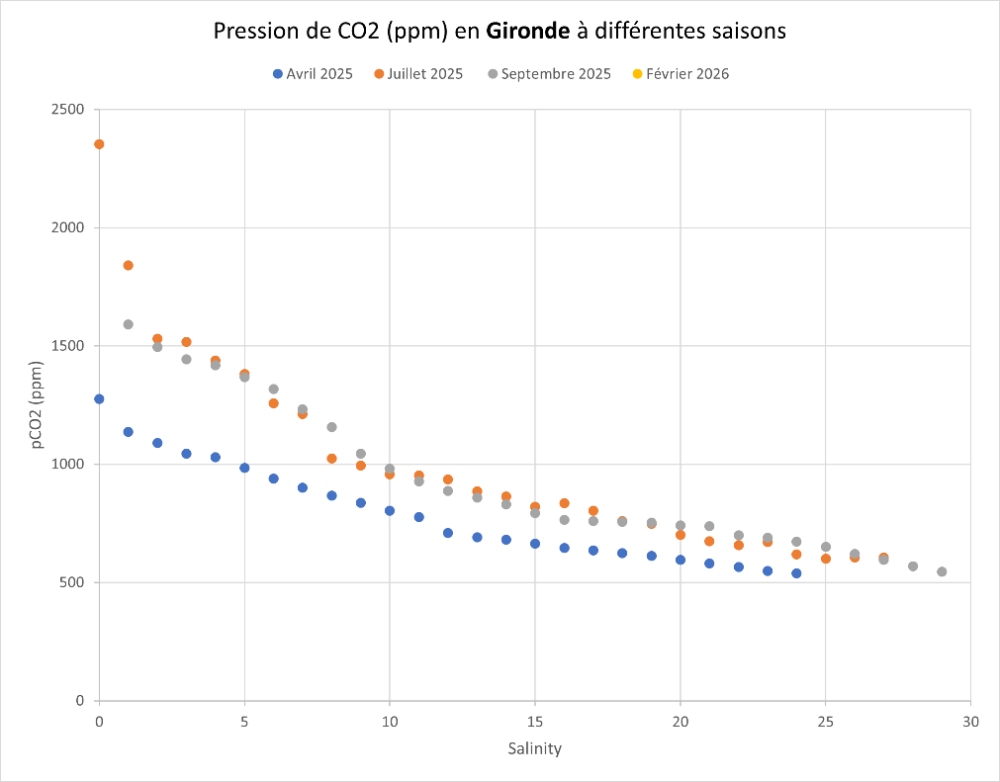 Pression de CO2 (ppm) en Gironde à différentes saisons
Avril 2025 Juillet 2025 Septembre 2025 Février 2026
2500
2000
1500
1000
500
0
pCO2 (ppm)
0 5 10 15 20 25 30
Salinity